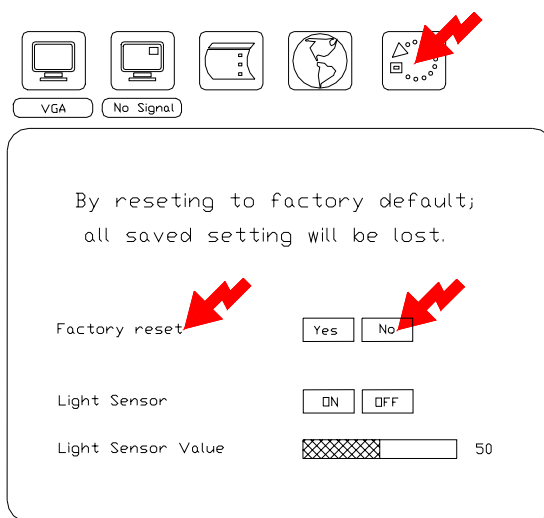 VGA
No Signal
By reseting to factory default;
all saved setting will be lost.
Factory reset Yes No
Light Sensor ON OFF
Light Sensor Value 50